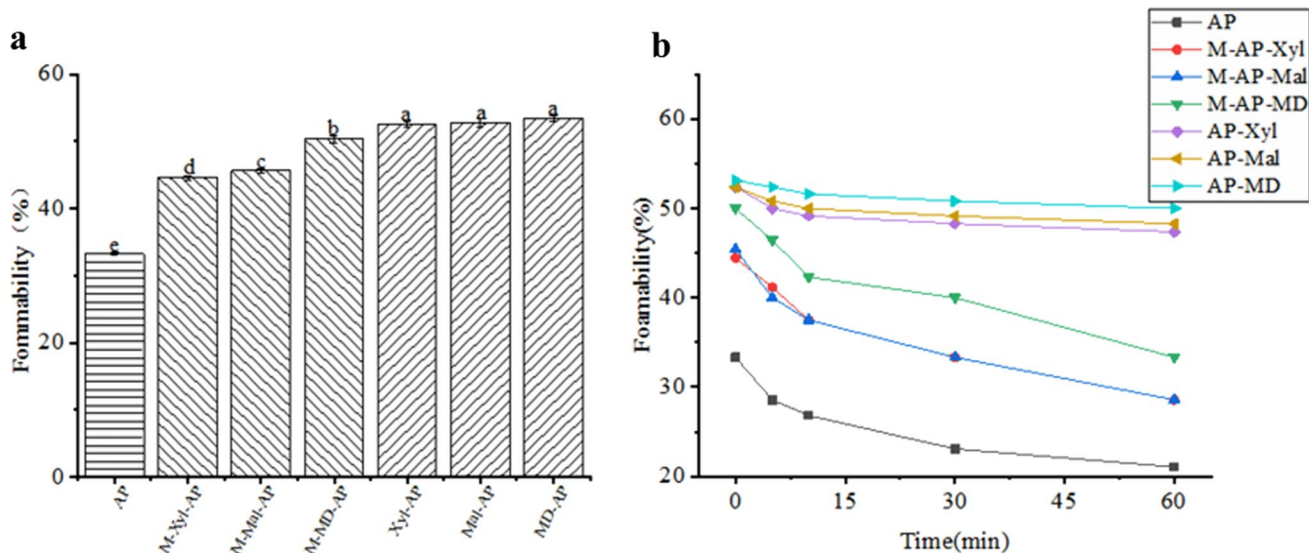 a
Fommability（%）
60
40
20
0
e
d
c
b
a
a
a
AP
M-Xyl-AP
M-Mal-AP
M-MD-AP
Xyl-AP
Mal-AP
MD-AP
b
AP
M-AP-Xyl
M-AP-Mal
M-AP-MD
AP-Xyl
AP-Mal
AP-MD
Foamability(%)
60
50
40
30
20
0
15
30
45
60
Time(min)